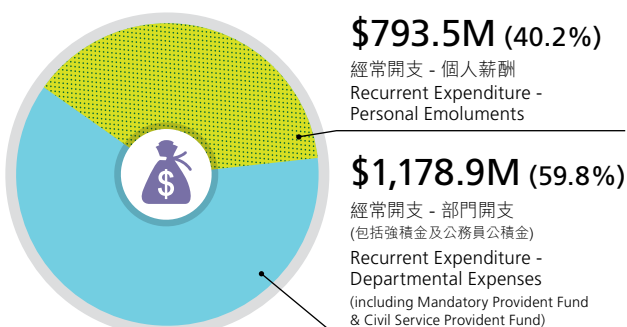 $793.5M (40.2%)
經常開支 - 個人薪酬
Recurrent Expenditure -
Personal Emoluments
$1,178.9M (59.8%)
經常開支 - 部門開支
(包括強積金及公務員公積金)
Recurrent Expenditure -
Departmental Expenses
(including Mandatory Provident Fund
& Civil Service Provident Fund)
$